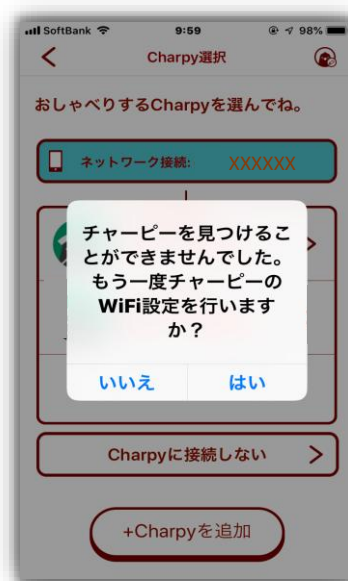 SoftBank 9:59 98%
Charpy選択
おしゃべりするCharpyを選んでね。
ネットワーク接続: XXXXXX
チャーピーを見つけるこ
とができませんでした。
もう一度チャーピーの
WiFi設定を行います
か？
いいえ はい
Charpyに接続しない
+Charpyを追加